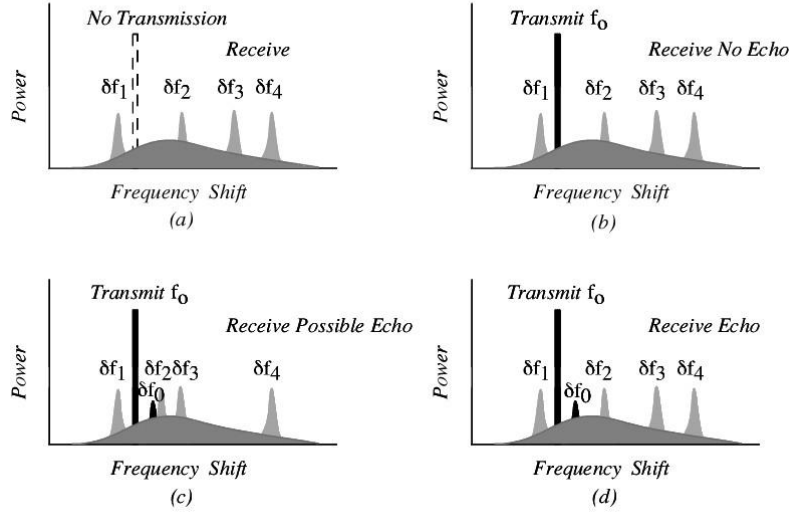 No Transmission
Receive
δf1 δf2 δf3 δf4
Power
Frequency Shift
(a)
Transmit fo
Receive No Echo
δf1 δf2 δf3 δf4
Power
Frequency Shift
(b)
Transmit fo
Receive Possible Echo
δf1 δf2 δf3 δf4
δf0
Power
Frequency Shift
(c)
Transmit fo
Receive Echo
δf1 δf2 δf3 δf4
δf0
Power
Frequency Shift
(d)